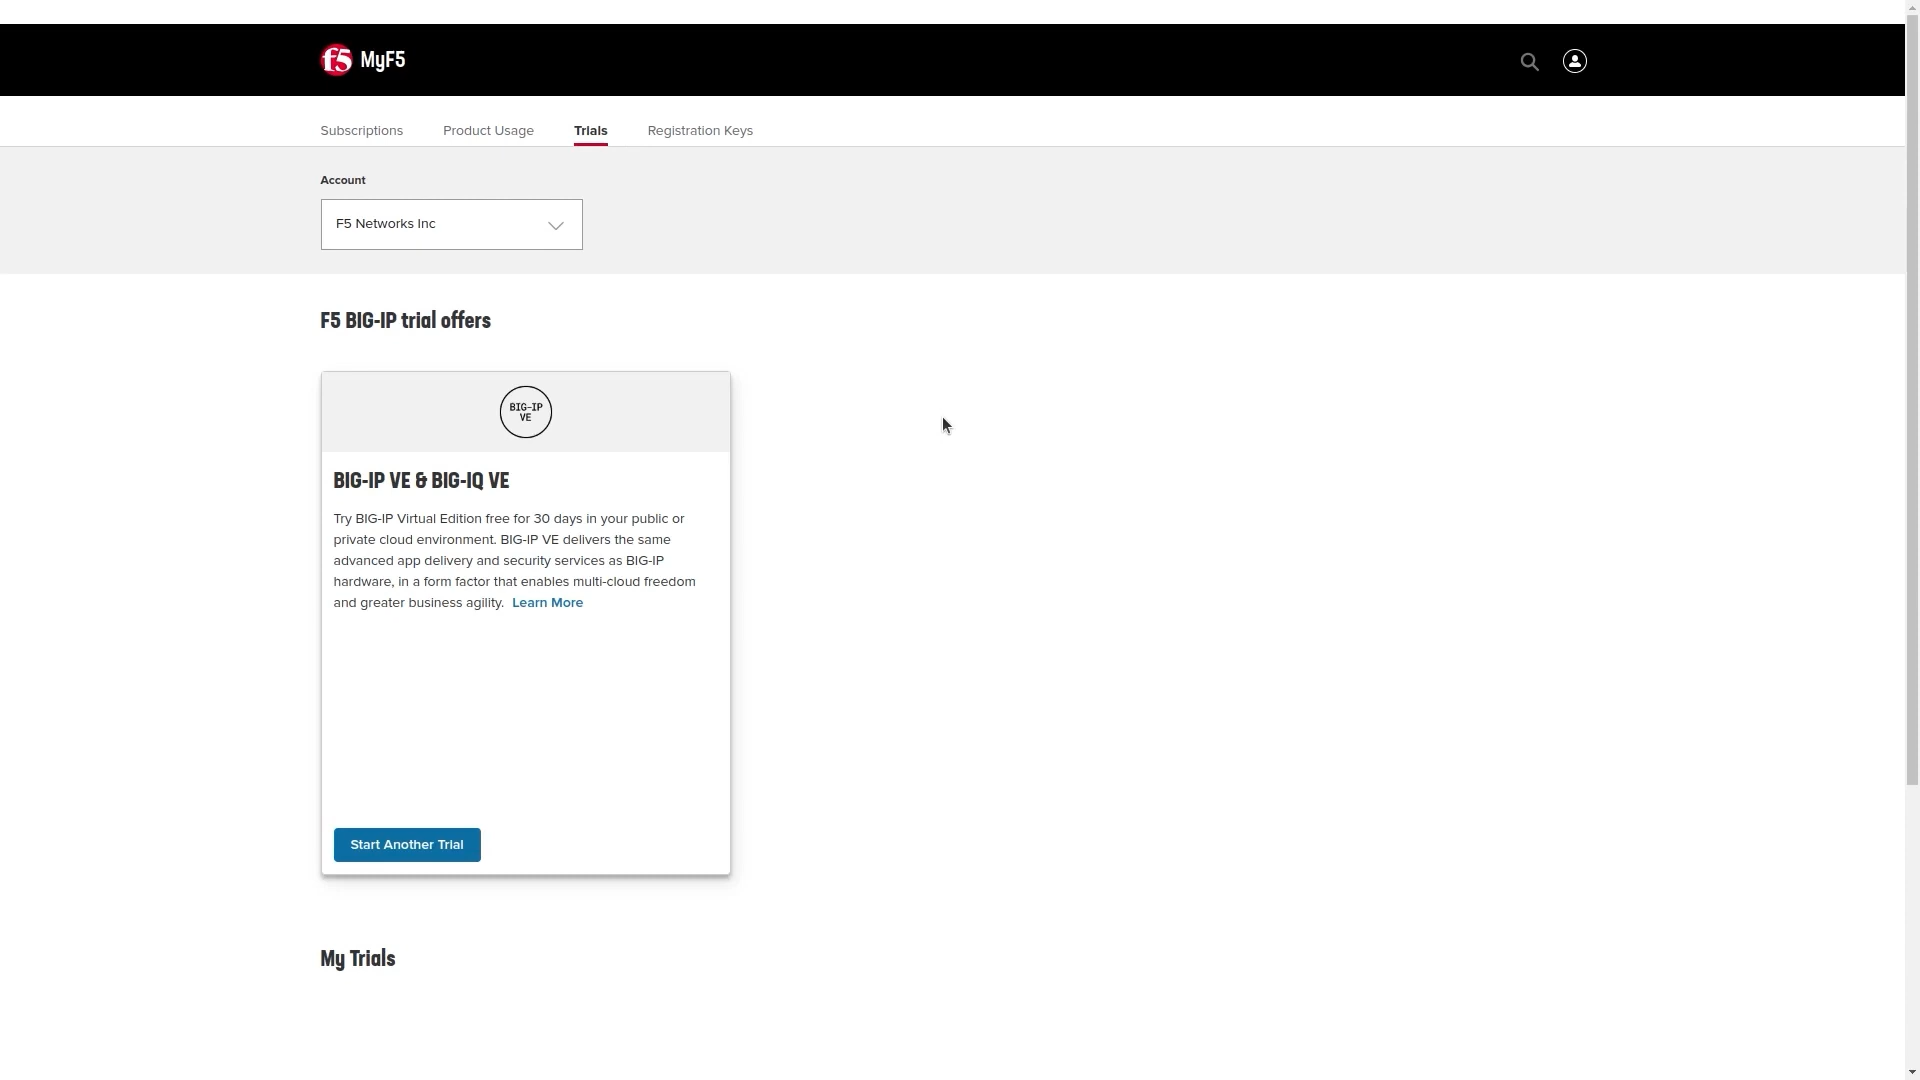 f5 MyF5
Subscriptions Product Usage Trials Registration Keys
Account
F5 Networks Inc
F5 BIG-IP trial offers
BIG-IP
VE
BIG-IP VE & BIG-IQ VE
Try BIG-IP Virtual Edition free for 30 days in your public or
private cloud environment. BIG-IP VE delivers the same
advanced app delivery and security services as BIG-IP
hardware, in a form factor that enables multi-cloud freedom
and greater business agility. Learn More
Start Another Trial
My Trials